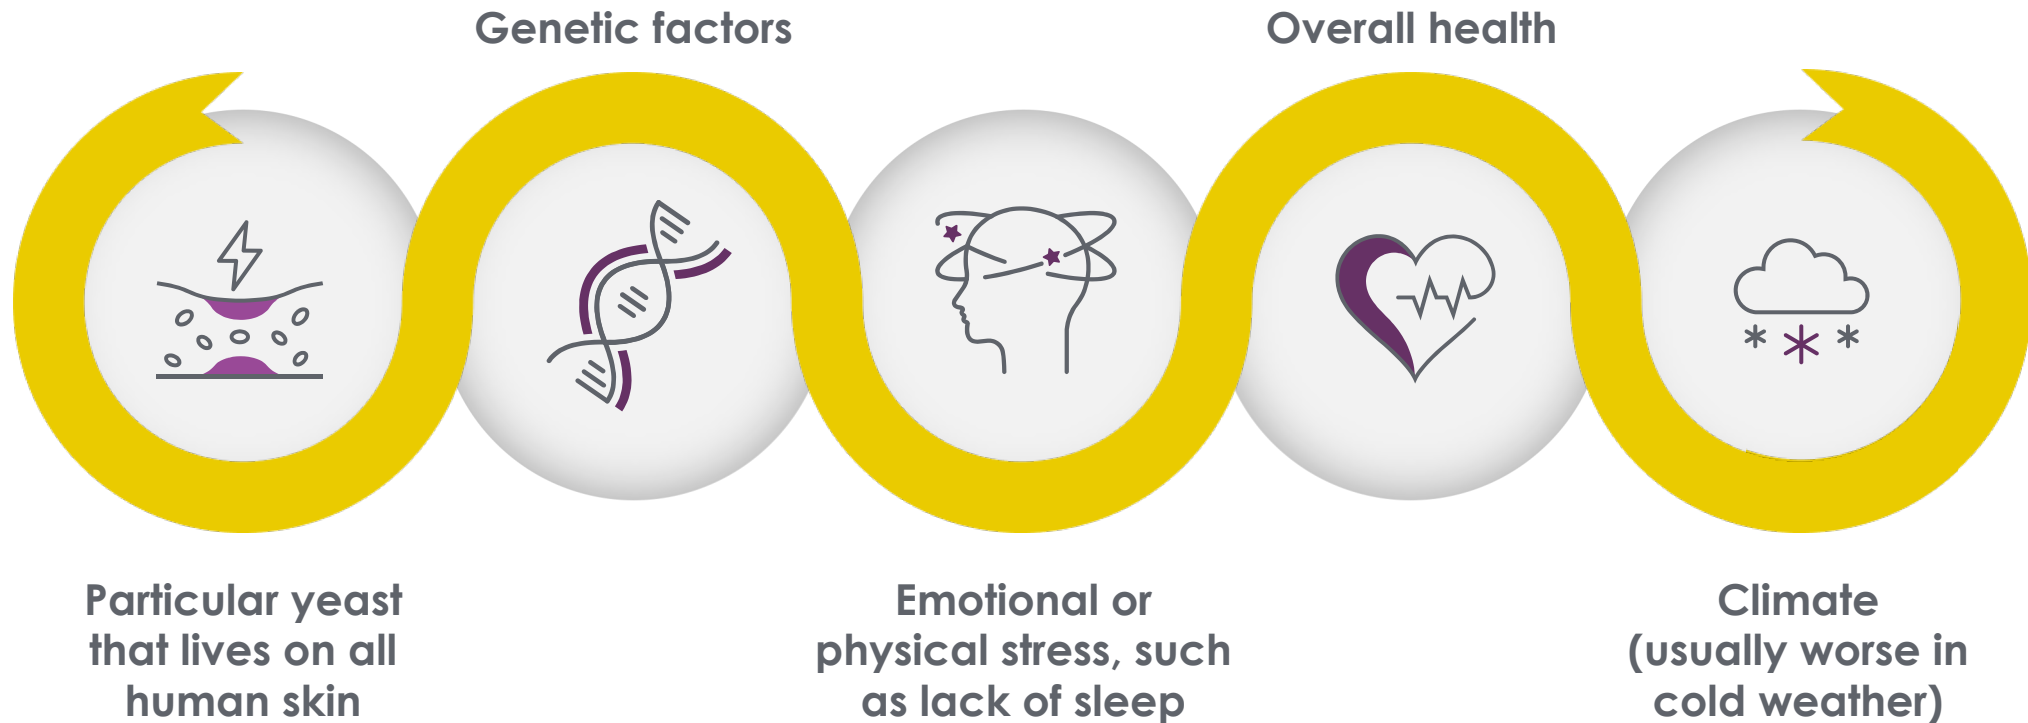 Genetic factors
Overall health
Particular yeast
that lives on all
human skin
Emotional or
physical stress, such
as lack of sleep
Climate
(usually worse in
cold weather)